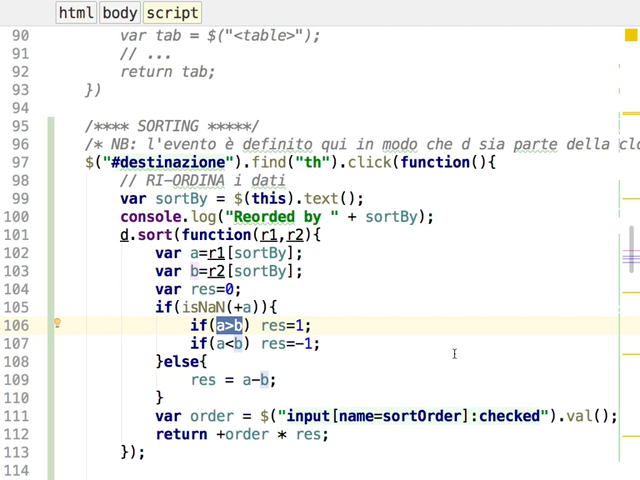 html body script
90 var tab = $("<table>");
91 // ...
92 return tab;
93 })
94
95 /**** SORTING *****/
96 /* NB: l'evento è definito qui in modo che d sia parte della clo
97 $("#destinazione").find("th").click(function(){
98 // RI-ORDINA i dati
99 var sortBy = $(this).text();
100 console.log("Reorded by " + sortBy);
101 d.sort(function(r1,r2){
102 var a=r1[sortBy];
103 var b=r2[sortBy];
104 var res=0;
105 if(isNaN(+a)){
106 if(a>b) res=1;
107 if(a<b) res=-1;
108 }else{
109 res = a-b;
110 }
111 var order = $("input[name=sortOrder]:checked").val();
112 return +order * res;
113 });
114